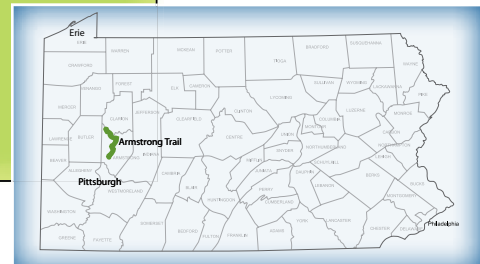 Erie
ERIE
WARREN
McKEAN
POTTER
TIOGA
BRADFORD
SUSQUEHANNA
WAYNE
CRAWFORD
FOREST
ELK
CAMERON
SULLIVAN
WYOMING
LACKAWANNA
PIKE
VENANGO
MERCER
CLARION
JEFFERSON
CLEARFIELD
CLINTON
LYCOMING
COLUMBIA
LUZERNE
MONROE
CARBON
LAWRENCE
BUTLER
Armstrong Trail
CENTRE
UNION
MONTOUR
NORTHUMBERLAND
NORTHAMPTON
BEAVER
ARMSTRONG
INDIANA
SNYDER
SCHUYLKILL
LEHIGH
ALLEGHENY
Pittsburgh
CAMBRIA
BLAIR
MIFFLIN
JUNIATA
DAUPHIN
LEBANON
BERKS
BUCKS
WESTMORELAND
HUNTINGDON
PERRY
CUMBERLAND
MONTGOMERY
WASHINGTON
SOMERSET
BEDFORD
FULTON
FRANKLIN
ADAMS
YORK
LANCASTER
CHESTER
DELAWARE
Philadelphia
GREENE
FAYETTE